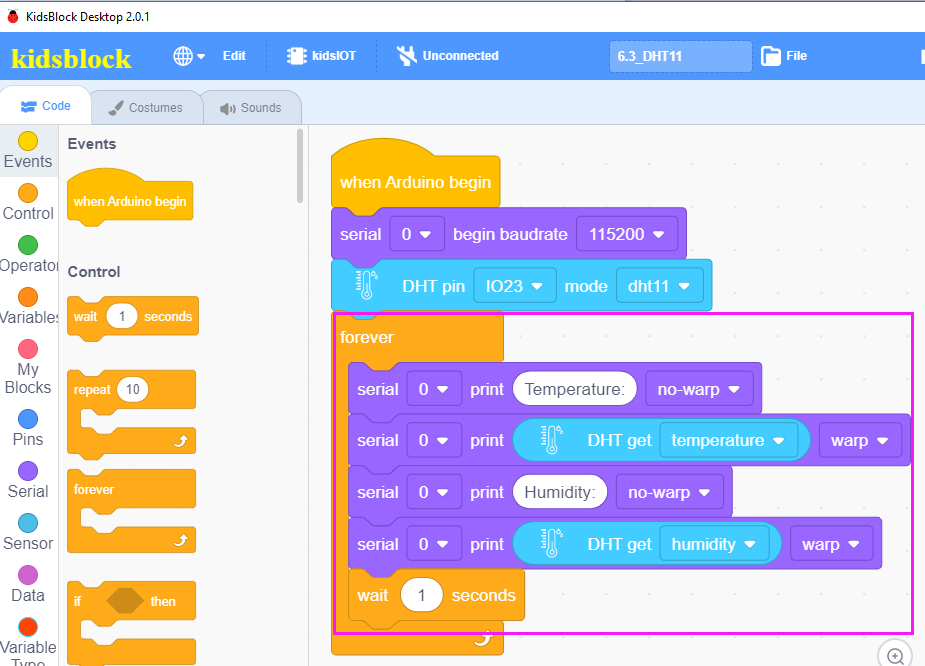 KidsBlock Desktop 2.0.1
kidsblock Edit kidsIOT Unconnected 6.3_DHT11 File
Code Costumes Sounds
Events
Control
Operator
Variables
My
Blocks
Pins
Serial
Sensor
Data
Variable
Type
Events
when Arduino begin
Control
wait 1 seconds
repeat 10
forever
if then
when Arduino begin
serial 0 begin baudrate 115200
DHT pin IO23 mode dht11
forever
serial 0 print Temperature: no-warp
serial 0 print DHT get temperature warp
serial 0 print Humidity: no-warp
serial 0 print DHT get humidity warp
wait 1 seconds